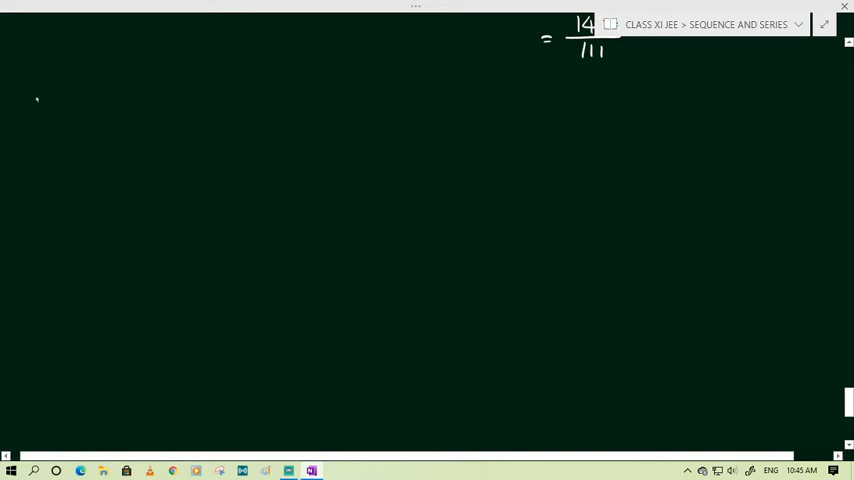 CLASS XI JEE > SEQUENCE AND SERIES
= 14
111
ENG 10:45 AM